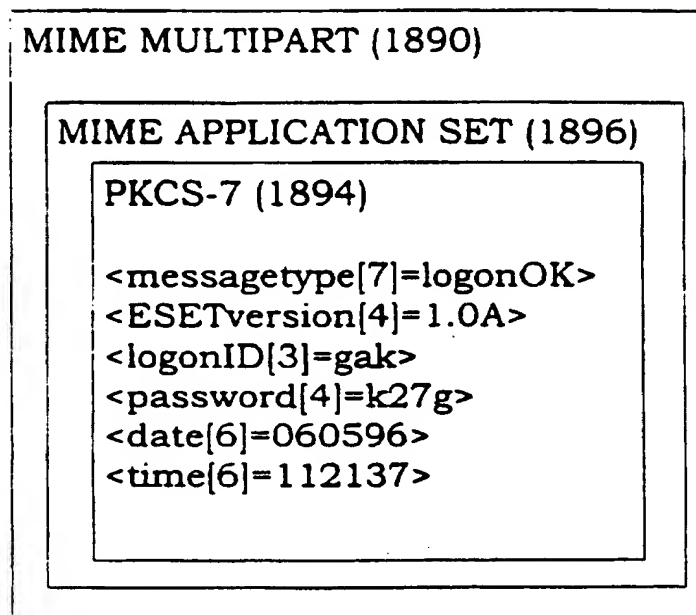 MIME MULTIPART (1890)
MIME APPLICATION SET (1896)
PKCS-7 (1894)
<messagetype[7]=logonOK>
<ESETversion[4]=1.0A>
<logonID[3]=gak>
<password[4]=k27g>
<date[6]=060596>
<time[6]=112137>